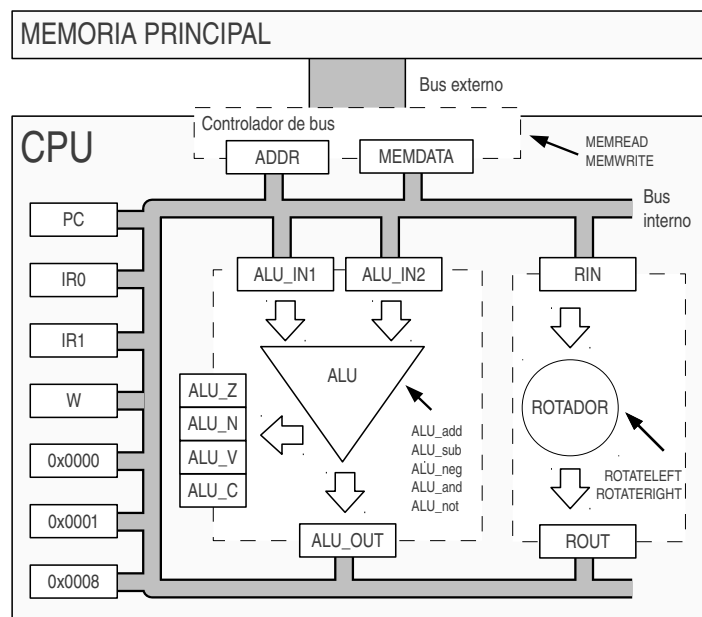 MEMORIA PRINCIPAL
Bus externo
CPU
Controlador de bus
ADDR
MEMDATA
MEMREAD
MEMWRITE
Bus
interno
PC
IR0
IR1
W
0x0000
0x0001
0x0008
ALU_IN1
ALU_IN2
RIN
ALU
ALU_Z
ALU_N
ALU_V
ALU_C
ALU_add
ALU_sub
ALU_neg
ALU_and
ALU_not
ROTADOR
ROTATELEFT
ROTATERIGHT
ALU_OUT
ROUT